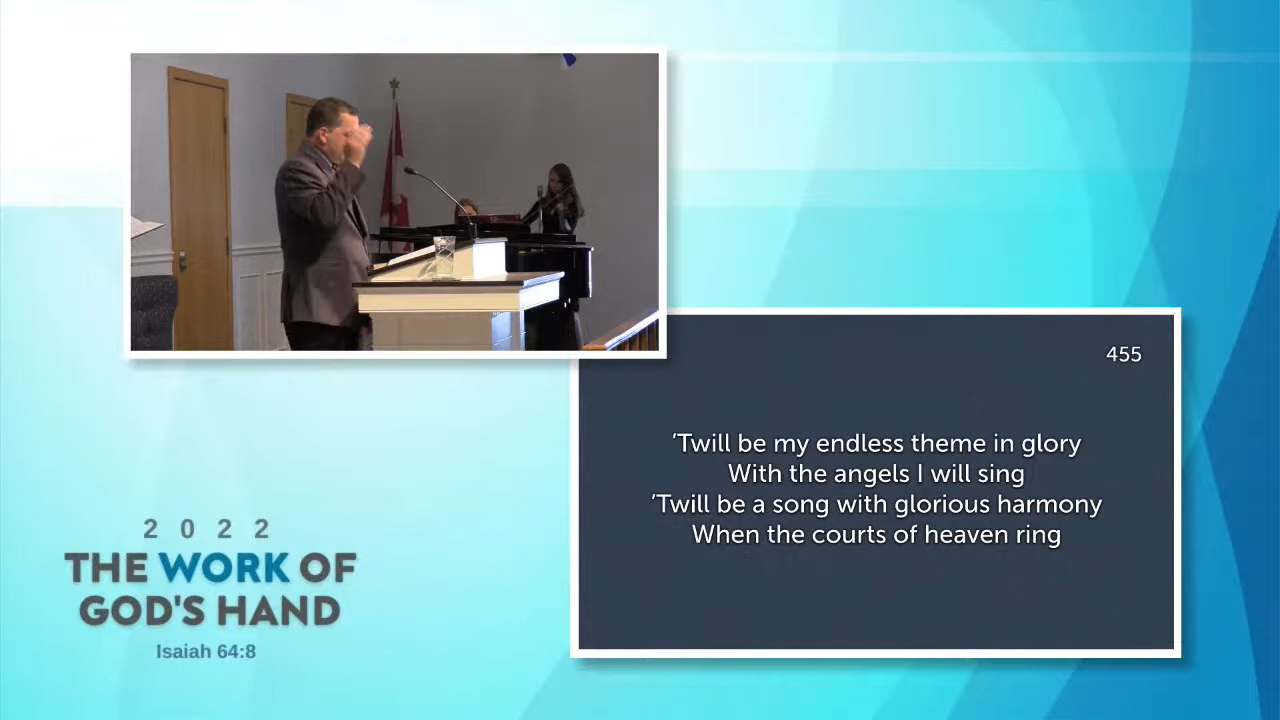 455
’Twill be my endless theme in glory
With the angels I will sing
’Twill be a song with glorious harmony
When the courts of heaven ring
2022
THE WORK OF
GOD'S HAND
Isaiah 64:8